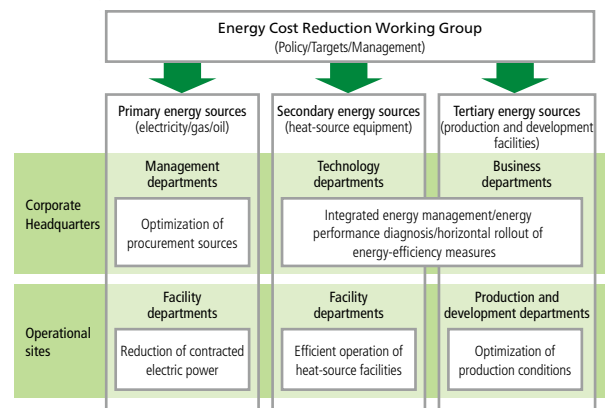 Energy Cost Reduction Working Group
(Policy/Targets/Management)
Primary energy sources
(electricity/gas/oil)
Secondary energy sources
(heat-source equipment)
Tertiary energy sources
(production and development
facilities)
Corporate
Headquarters
Management
departments
Optimization of
procurement sources
Technology
departments
Business
departments
Integrated energy management/energy
performance diagnosis/horizontal rollout of
energy-efficiency measures
Operational
sites
Facility
departments
Reduction of contracted
electric power
Facility
departments
Efficient operation of
heat-source facilities
Production and
development departments
Optimization of
production conditions